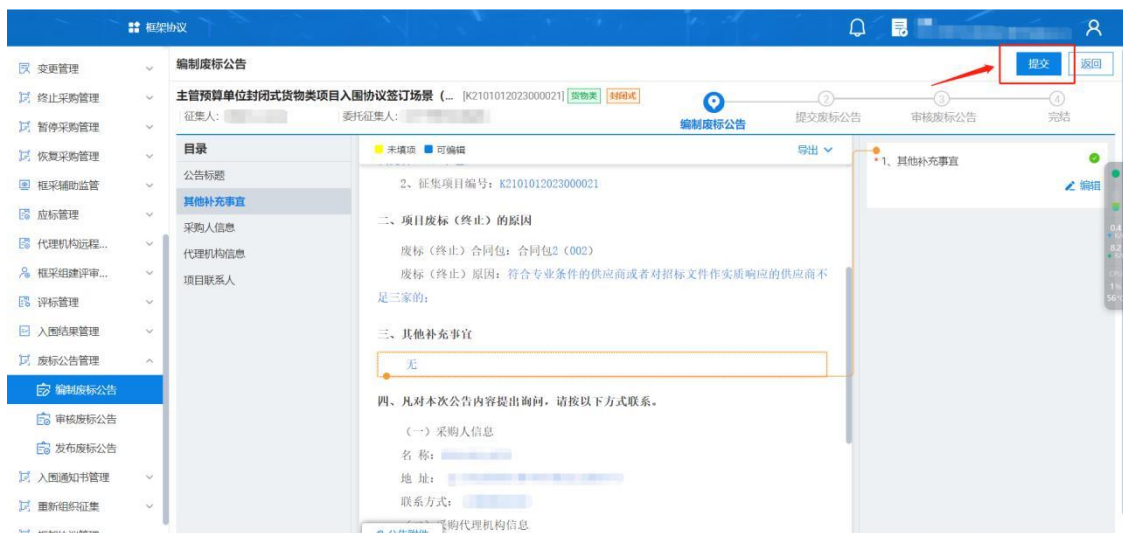 框架协议
变更管理
终止采购管理
暂停采购管理
恢复采购管理
框采辅助监管
应标管理
代理机构远程...
框采组建评审...
评标管理
入围结果管理
废标公告管理
编制废标公告
审核废标公告
发布废标公告
入围通知书管理
重新组织征集
编制废标公告
提交
返回
主管预算单位封闭式货物类项目入围协议签订场景（... [K2101012023000021] 货物类 封闭式
征集人：
委托征集人：
编制废标公告
2 提交废标公告
3 审核废标公告
4 完结
目录
公告标题
其他补充事宜
采购人信息
代理机构信息
项目联系人
未填项 可编辑
导出
2、征集项目编号：K2101012023000021
二、项目废标（终止）的原因
废标（终止）合同包：合同包2（002）
废标（终止）原因：符合专业条件的供应商或者对招标文件作实质响应的供应商不
足三家的；
三、其他补充事宜
无
四、凡对本次公告内容提出询问，请按以下方式联系。
（一）采购人信息
名 称：
地 址：
联系方式：
采购代理机构信息
* 1、其他补充事宜
编辑